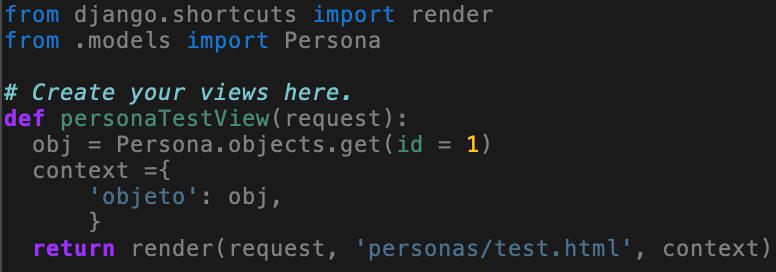 from django.shortcuts import render
from .models import Persona
# Create your views here.
def personaTestView(request):
  obj = Persona.objects.get(id = 1)
  context ={
      'objeto': obj,
      }
  return render(request, 'personas/test.html', context)